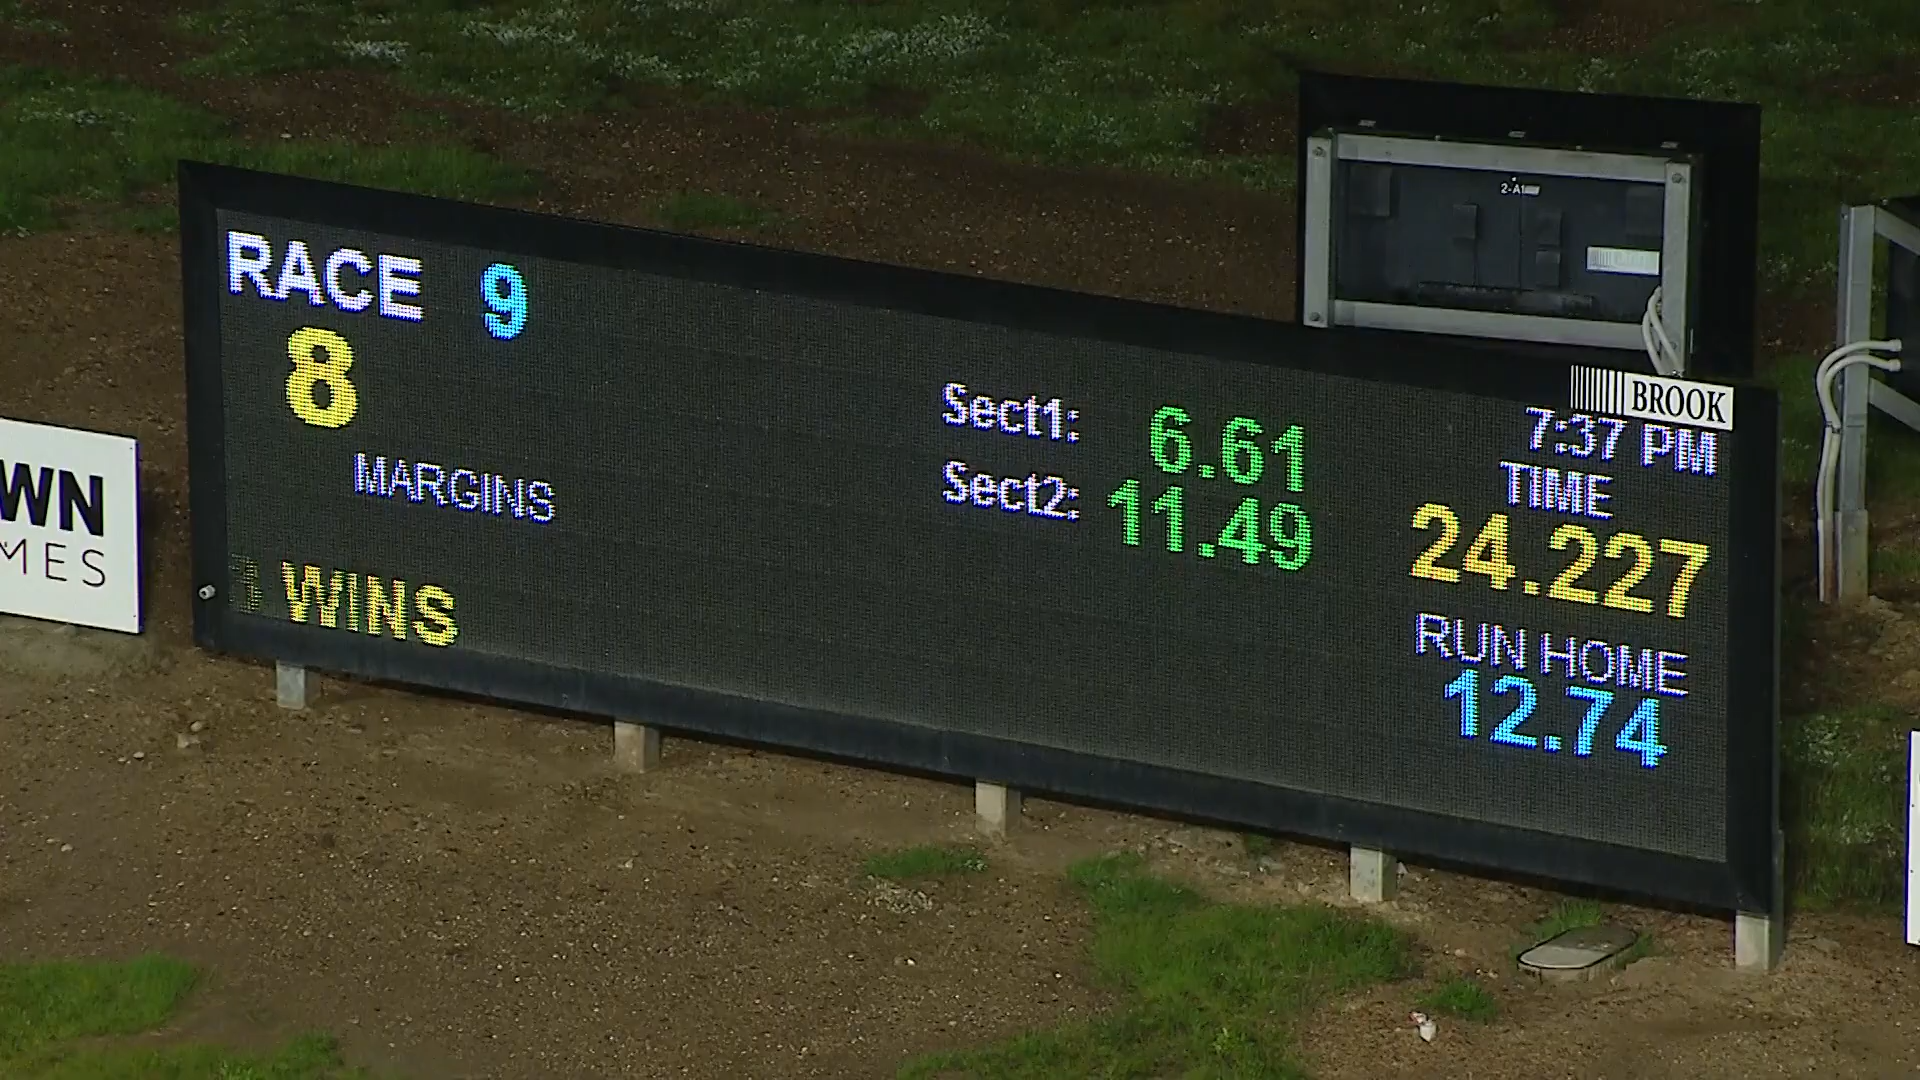 RACE 9
8
MARGINS
WINS
Sect1: 6.61
Sect2: 11.49
BROOK
7:37 PM
TIME
24.227
RUN HOME
12.74
WN
MES
2-A1